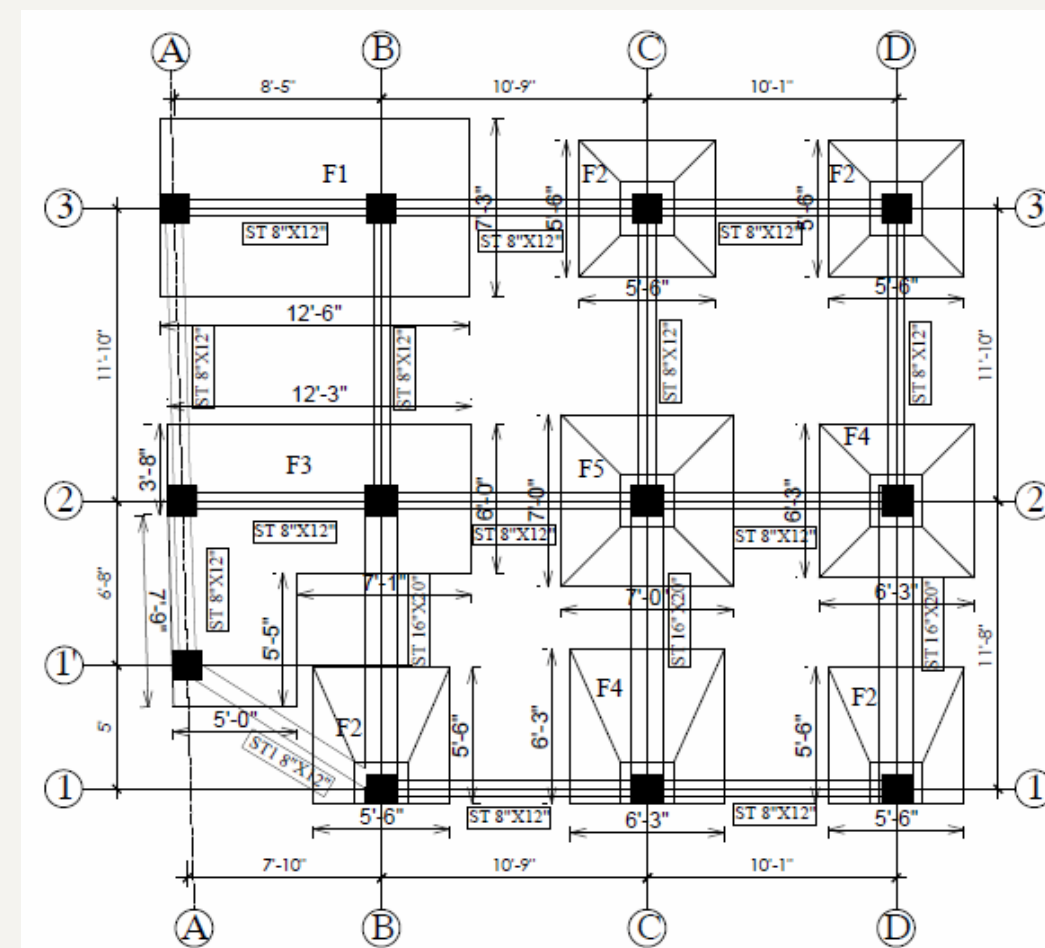 A B C D
8'-5" 10'-9" 10'-1"
F1
F2
F2
3
3
7'-3"
5'-6"
5'-6"
ST 8"X12"
ST 8"X12"
ST 8"X12"
5'-6"
5'-6"
12'-6"
11'-10"
ST 8"X12"
ST 8"X12"
ST 8"X12"
ST 8"X12"
11'-10"
12'-3"
3'-8"
F3
F5
F4
6'-0"
7'-0"
6'-3"
2
2
ST 8"X12"
ST 8"X12"
ST 8"X12"
6'-8"
7'-9"
ST 8"X12"
7'-1"
7'-0"
6'-3"
5'-5"
ST 16"X20"
ST 16"X20"
ST 16"X20"
11'-8"
1'
5'
5'-0"
F2
F4
F2
5'-6"
6'-3"
5'-6"
ST1 8"X12"
1
1
ST 8"X12"
ST 8"X12"
5'-6"
6'-3"
5'-6"
7'-10" 10'-9" 10'-1"
A B C D